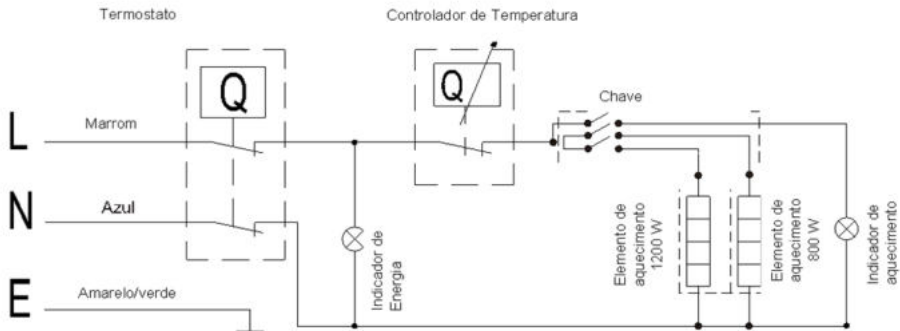 Termostato
Controlador de Temperatura
Q
Q
Chave
L
Marrom
N
Azul
Indicador de
Energia
Elemento de
aquecimento
1200 W
Elemento de
aquecimento
800 W
Indicador de
aquecimento
E
Amarelo/verde